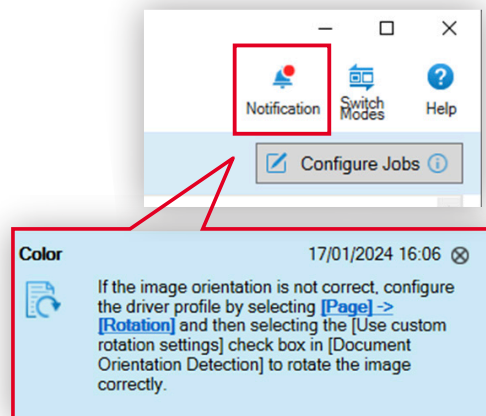 Notification
Switch
Modes
Help
Configure Jobs
Color 17/01/2024 16:06
If the image orientation is not correct, configure
the driver profile by selecting [Page] ->
[Rotation] and then selecting the [Use custom
rotation settings] check box in [Document
Orientation Detection] to rotate the image
correctly.